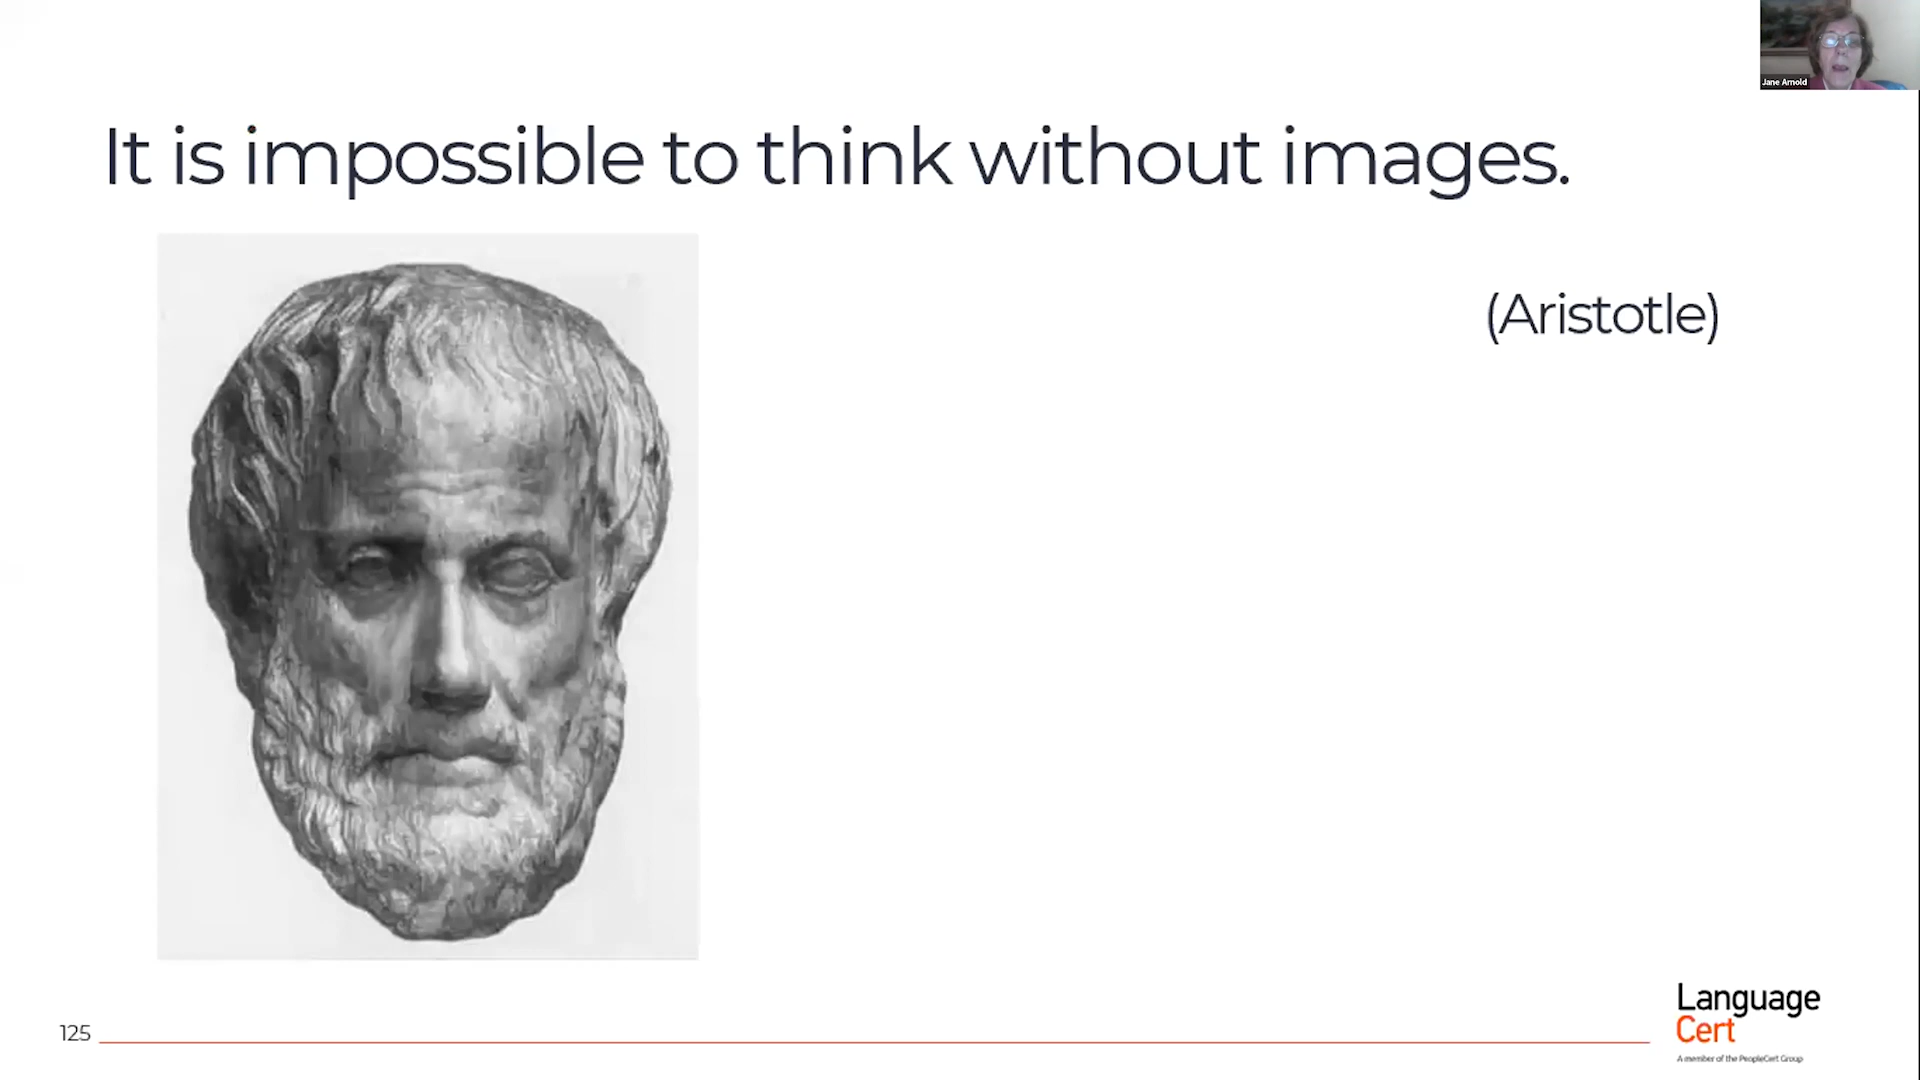 Jane Arnold
It is impossible to think without images.
(Aristotle)
125
Language
Cert
A member of the PeopleCert Group